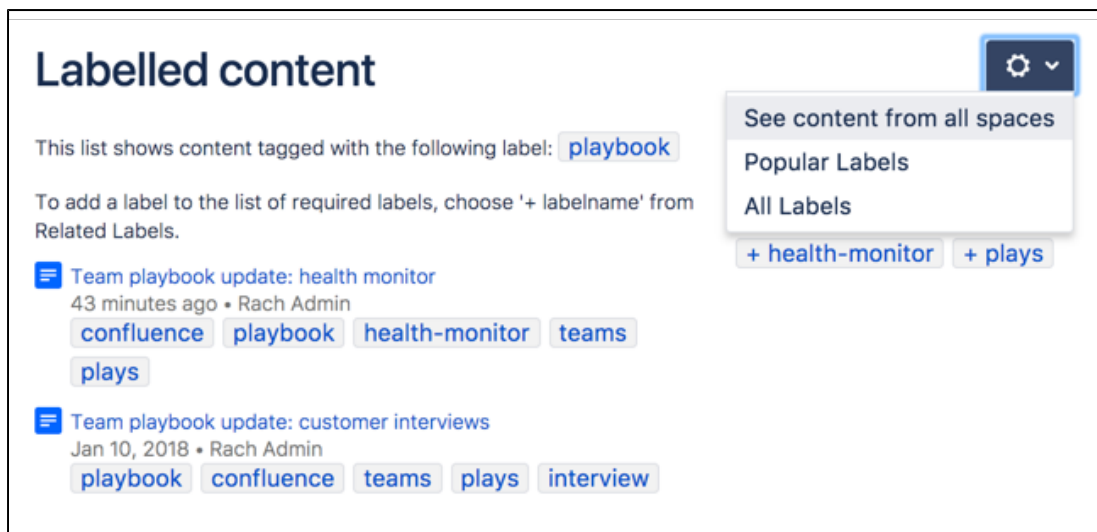 Labelled content
This list shows content tagged with the following label: playbook
To add a label to the list of required labels, choose '+ labelname' from
Related Labels.
Team playbook update: health monitor
43 minutes ago • Rach Admin
confluence playbook health-monitor teams
plays
Team playbook update: customer interviews
Jan 10, 2018 • Rach Admin
playbook confluence teams plays interview
See content from all spaces
Popular Labels
All Labels
+ health-monitor + plays